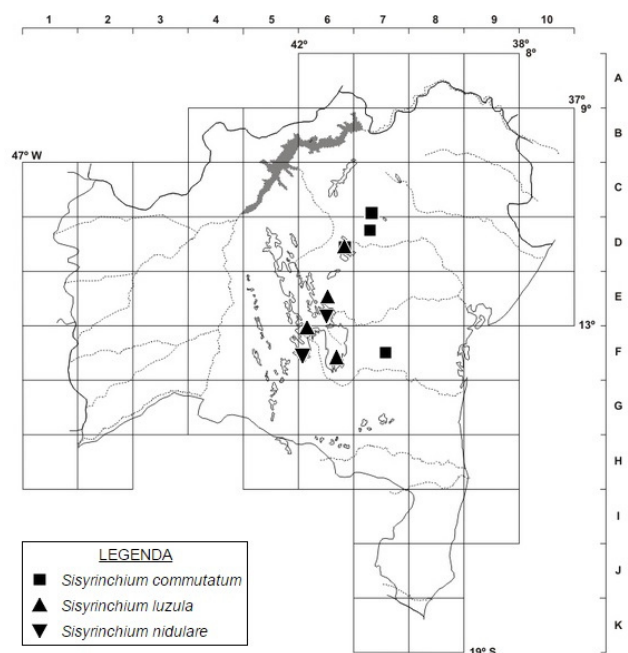 1 2 3 4 5 6 7 8 9 10
42° 38°
8°
A
37°
9°
B
47° W
C
D
E
13°
F
G
H
I
LEGENDA
Sisyrinchium commutatum
J
Sisyrinchium luzula
Sisyrinchium nidulare
K
19° S